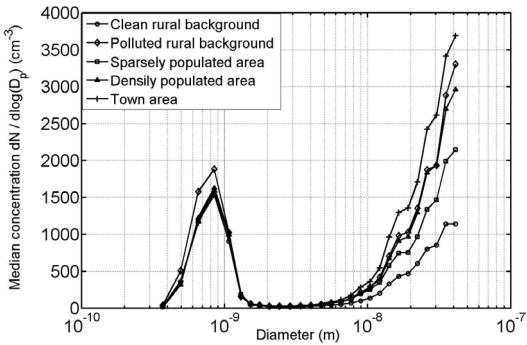 4000
3500
3000
2500
2000
1500
1000
500
0
Median concentration dN / dlog(Dp) (cm-3)
Clean rural background
Polluted rural background
Sparsely populated area
Densily populated area
Town area
10-10
10-9
10-8
10-7
Diameter (m)